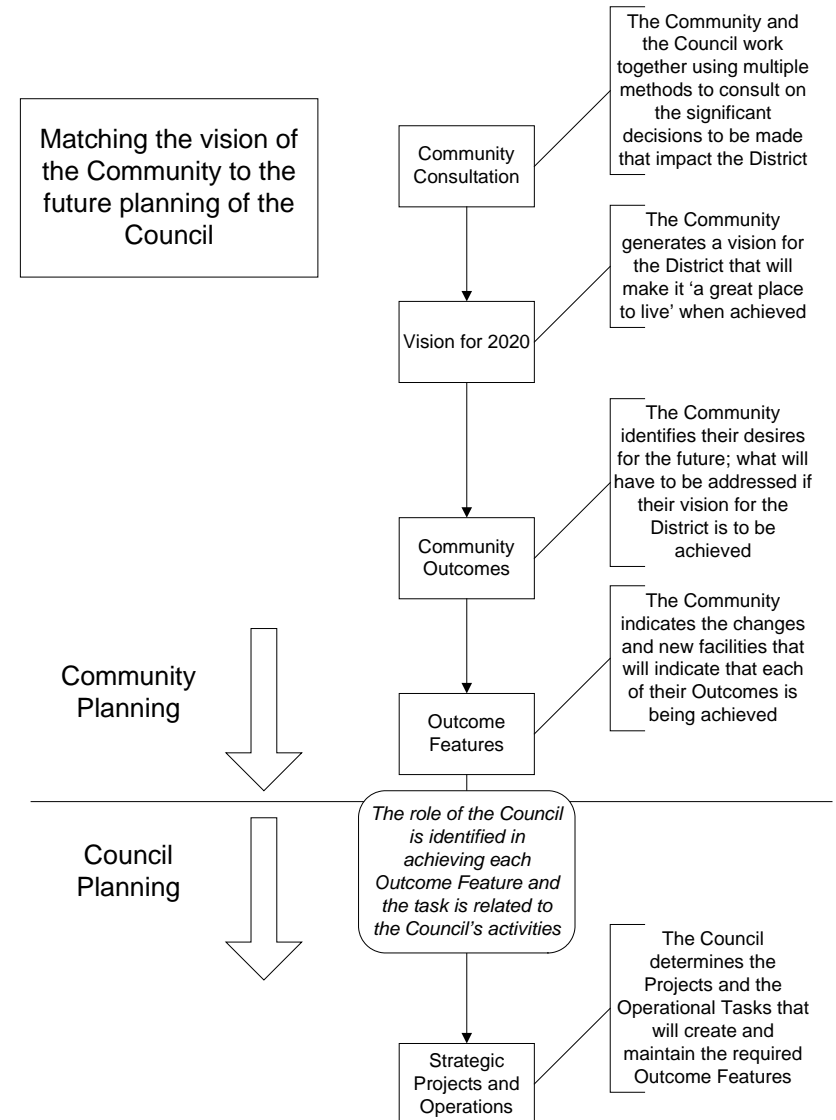 Matching the vision of
the Community to the
future planning of the
Council
Community
Consultation
The Community and
the Council work
together using multiple
methods to consult on
the significant
decisions to be made
that impact the District
Vision for 2020
The Community
generates a vision for
the District that will
make it ‘a great place
to live’ when achieved
Community
Outcomes
The Community
identifies their desires
for the future; what will
have to be addressed if
their vision for the
District is to be
achieved
Outcome
Features
The Community
indicates the changes
and new facilities that
will indicate that each
of their Outcomes is
being achieved
Community
Planning
Council
Planning
The role of the Council
is identified in
achieving each
Outcome Feature and
the task is related to
the Council’s activities
Strategic
Projects and
Operations
The Council
determines the
Projects and the
Operational Tasks that
will create and
maintain the required
Outcome Features